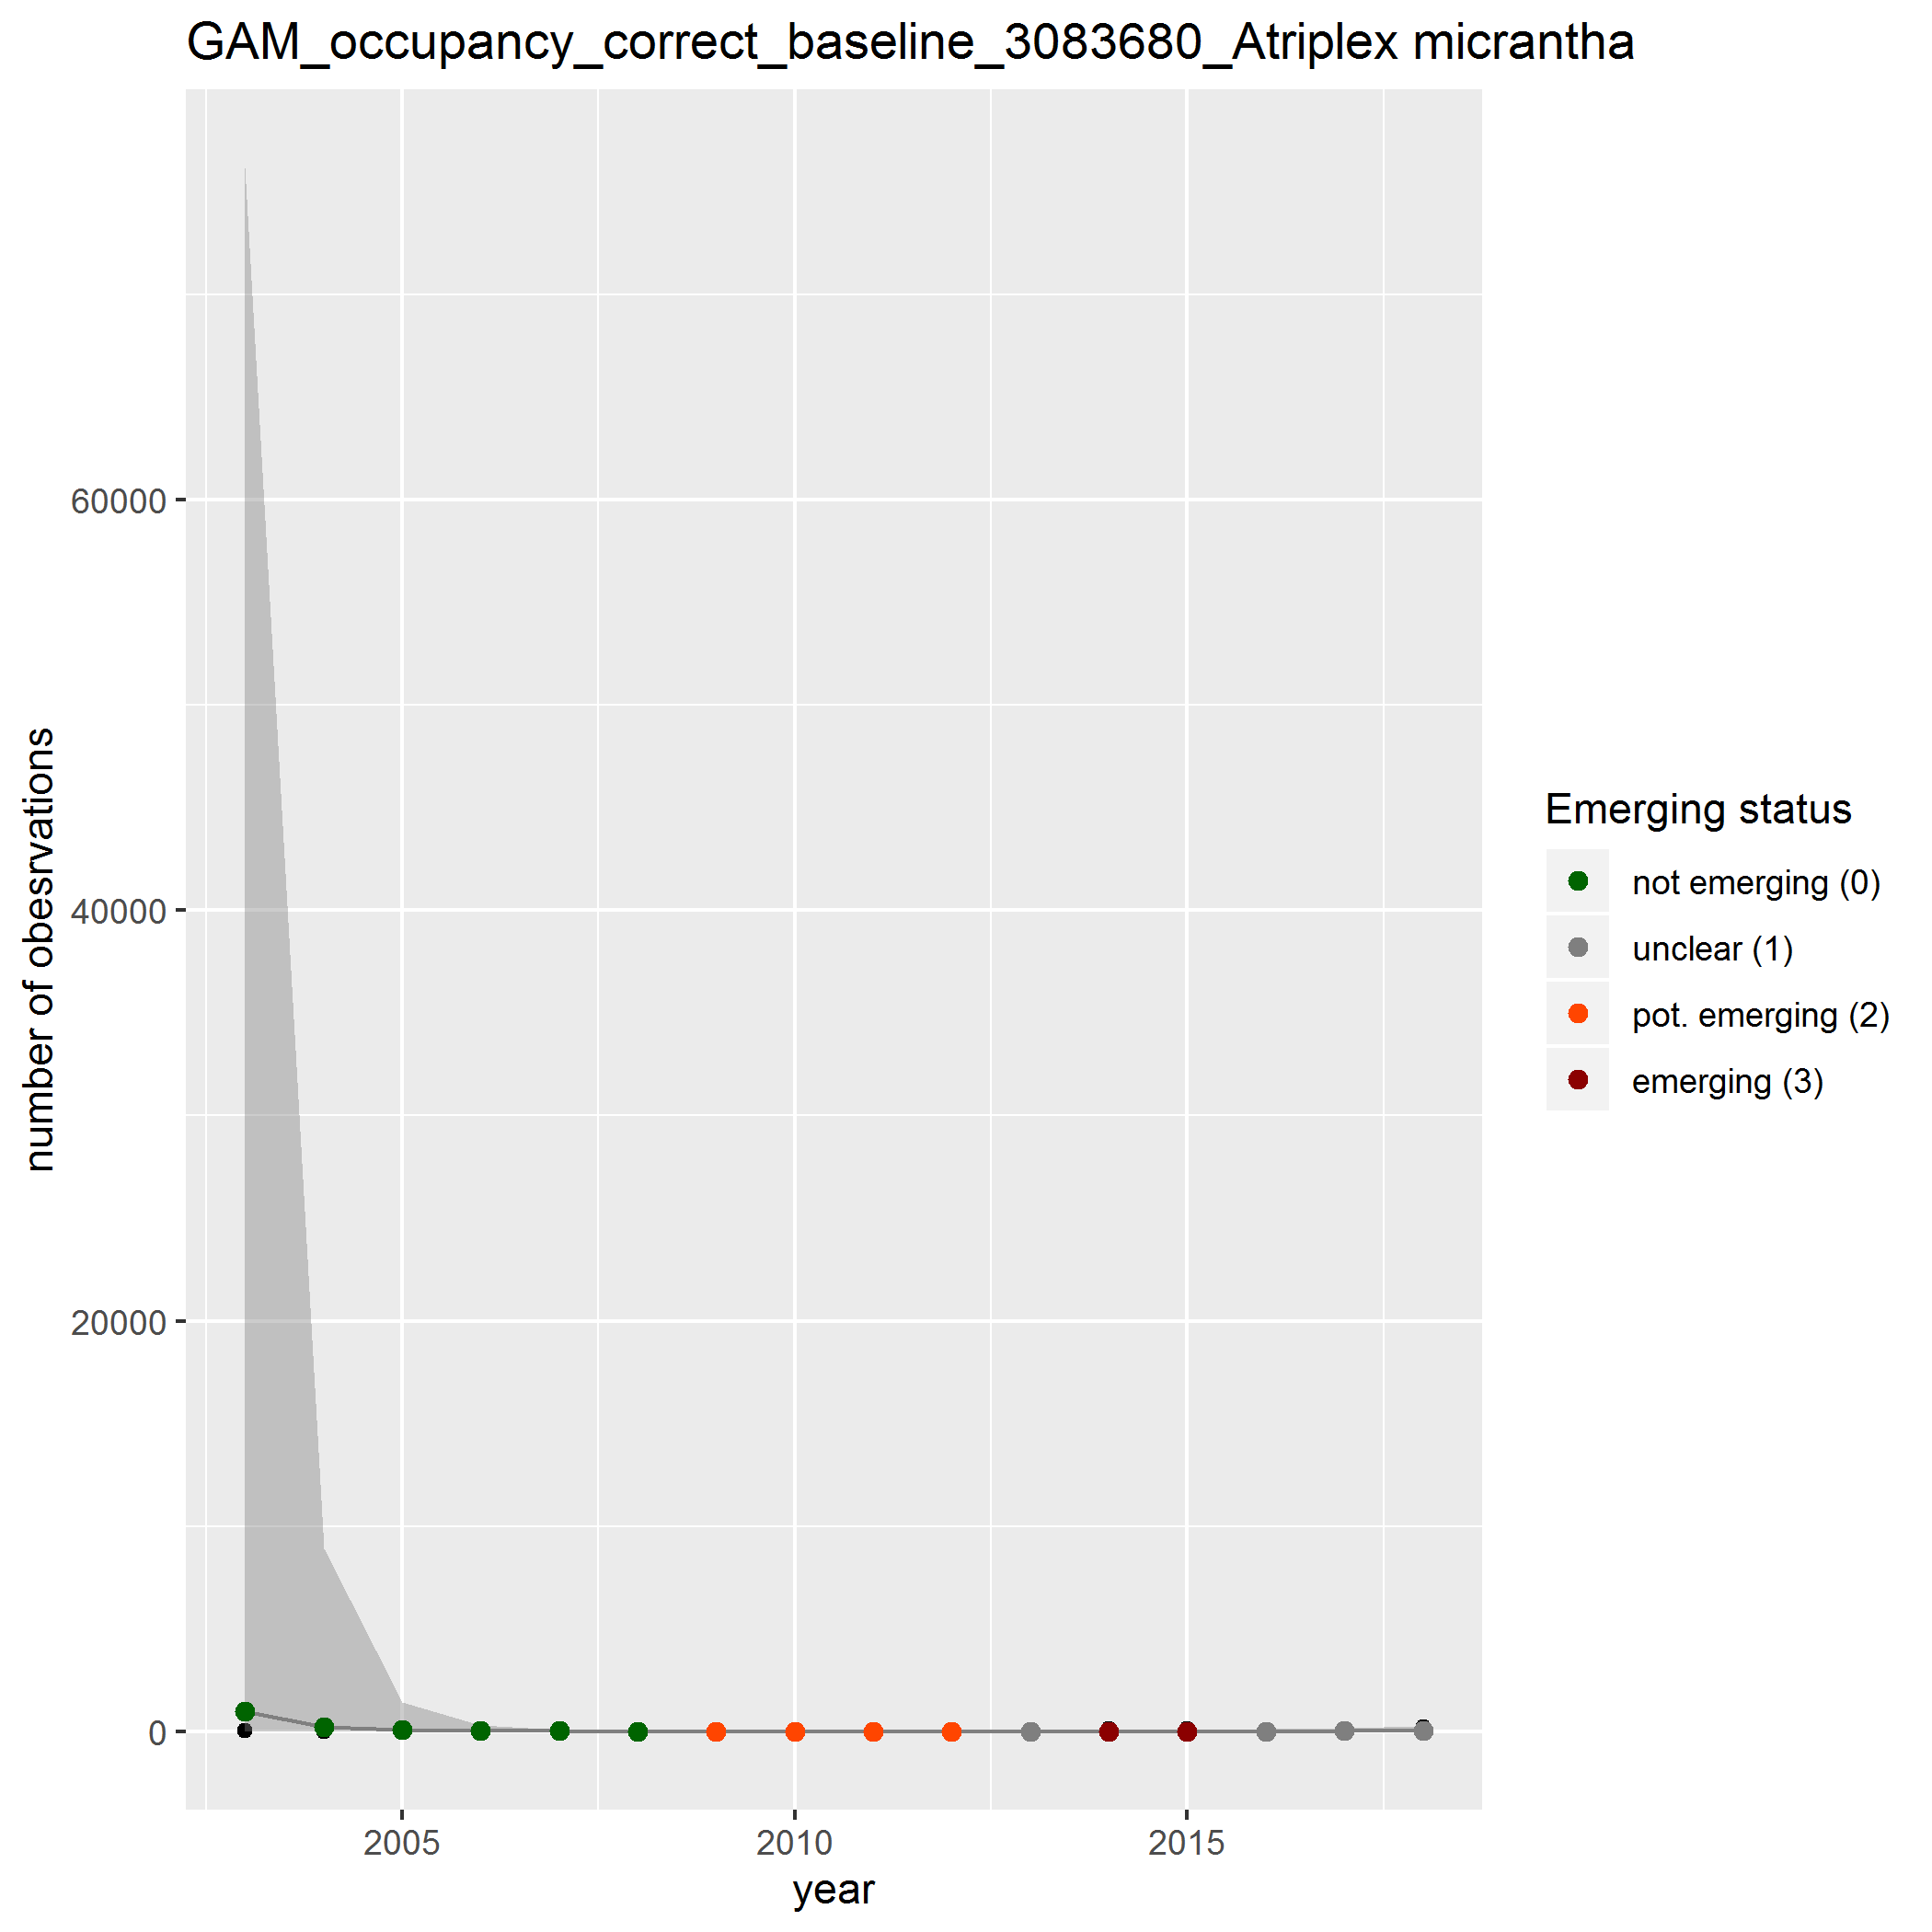 GAM_occupancy_correct_baseline_3083680_Atriplex micrantha
number of obesrvations
60000
40000
20000
0
2005
2010
2015
year
Emerging status
not emerging (0)
unclear (1)
pot. emerging (2)
emerging (3)